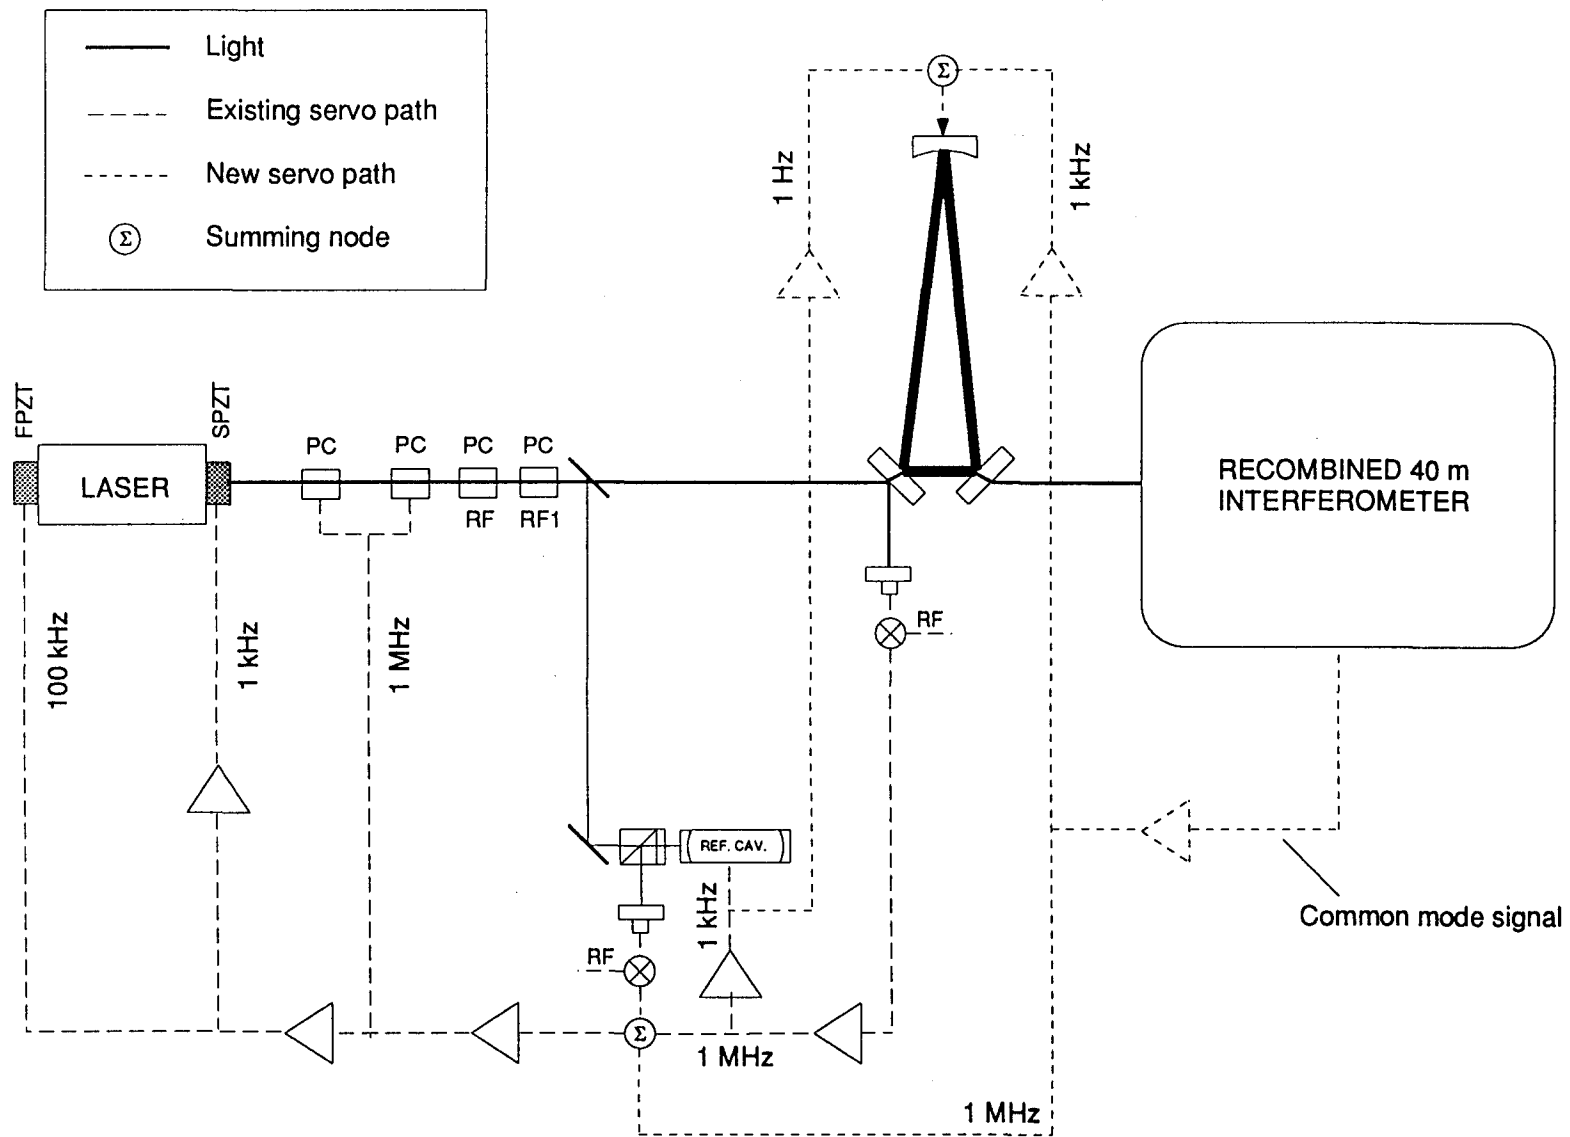 Light
Existing servo path
New servo path
Σ
Summing node
Σ
1 Hz
1 kHz
FPZT
SPZT
LASER
PC
PC
PC
PC
RF
RF1
RECOMBINED 40 m
INTERFEROMETER
RF
100 kHz
1 kHz
1 MHz
REF. CAV.
1 kHz
Common mode signal
RF
Σ
1 MHz
1 MHz